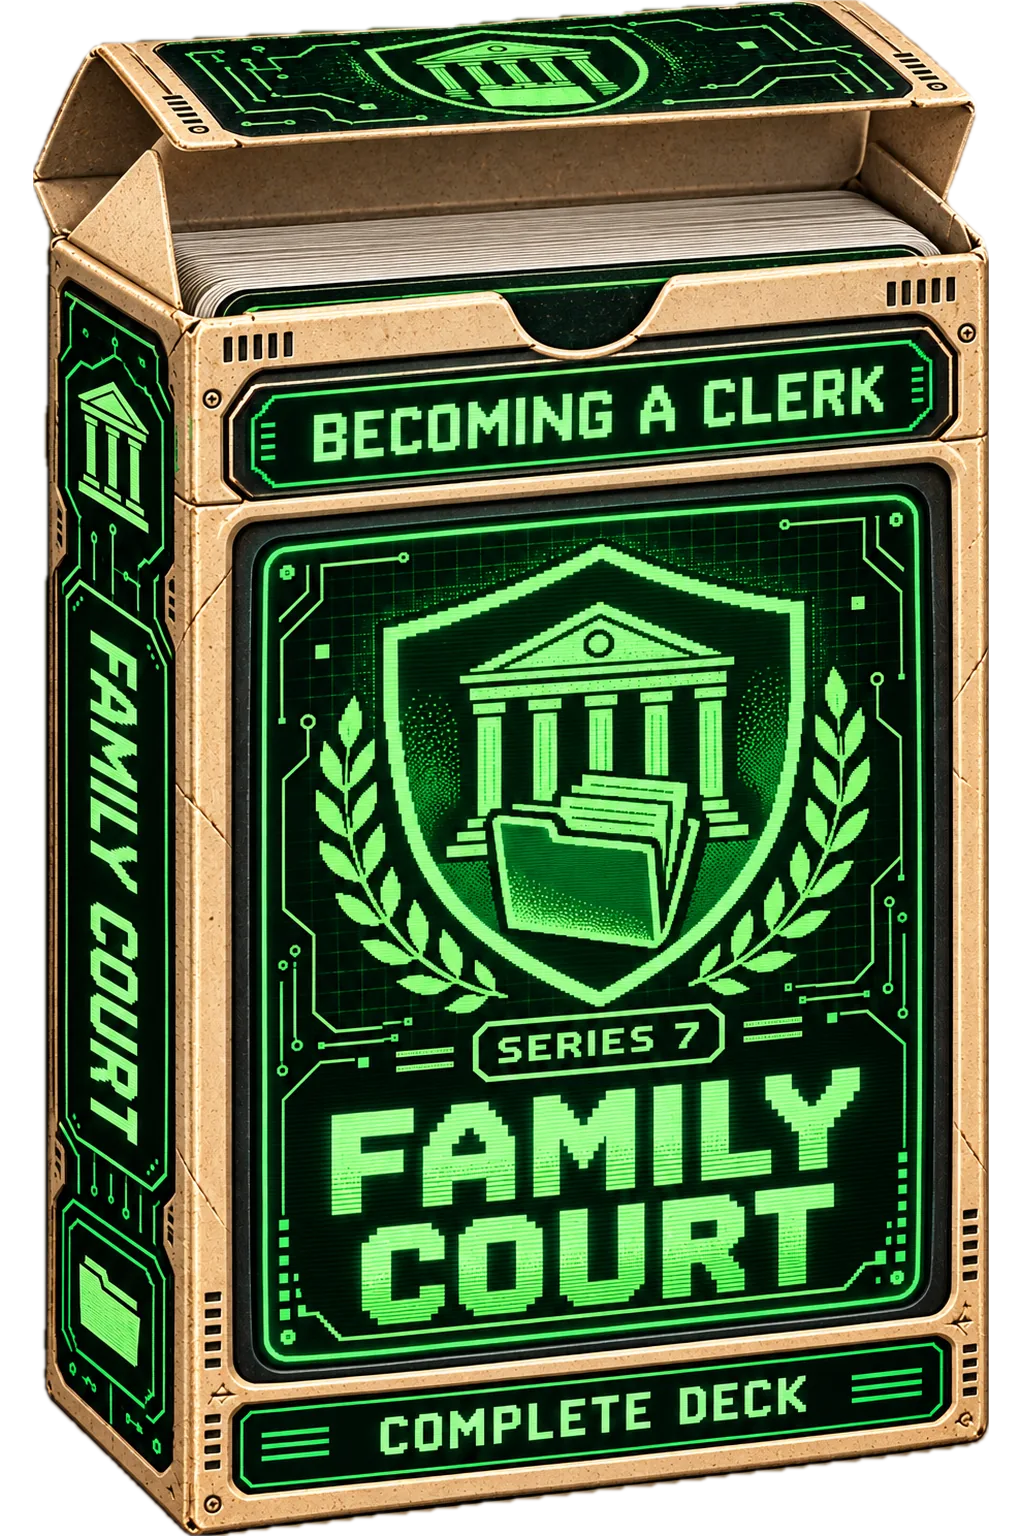 BECOMING A CLERK
SERIES 7
FAMILY
COURT
COMPLETE DECK
FAMILY COURT